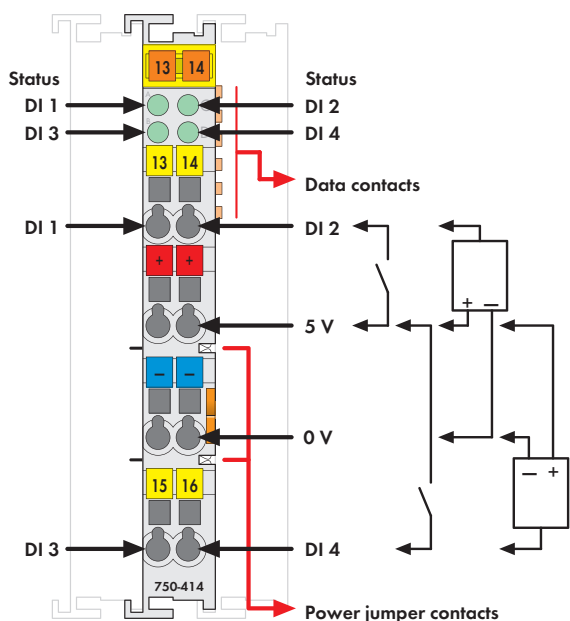 13 14
Status
Status
A C
DI 1
DI 2
B D
DI 3
DI 4
13 14
Data contacts
DI 1
DI 2
+ +
+ −
5 V
− −
0 V
− +
15 16
DI 3
DI 4
750-414
Power jumper contacts